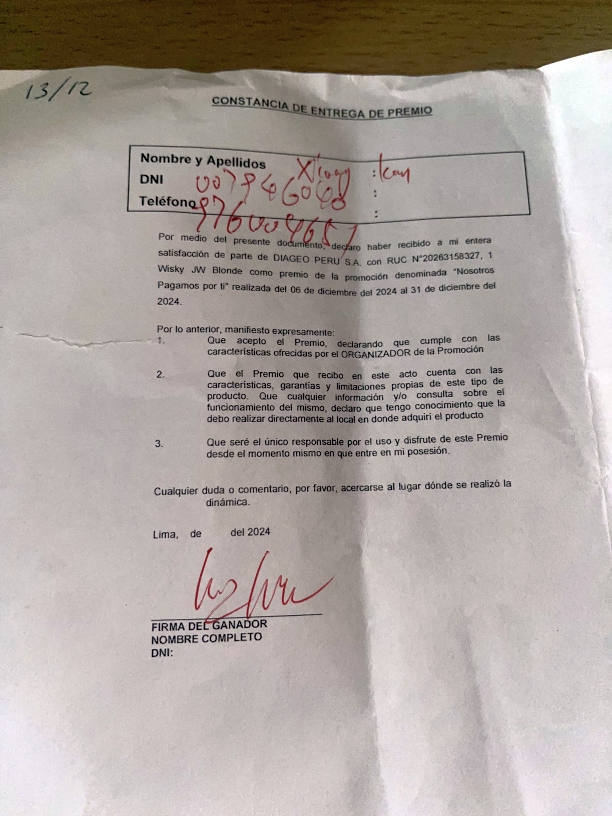 13/12
CONSTANCIA DE ENTREGA DE PREMIO
Nombre y Apellidos :
DNI :
Teléfono :
Por medio del presente documento, declaro haber recibido a mi entera
satisfacción de parte de DIAGEO PERU S.A. con RUC N°20263158327, 1
Wisky JW Blonde como premio de la promoción denominada "Nosotros
Pagamos por ti" realizada del 06 de diciembre del 2024 al 31 de diciembre del
2024.
Por lo anterior, manifiesto expresamente:
1. Que acepto el Premio, declarando que cumple con las
características ofrecidas por el ORGANIZADOR de la Promoción
2. Que el Premio que recibo en este acto cuenta con las
características, garantías y limitaciones propias de este tipo de
producto. Que cualquier información y/o consulta sobre el
funcionamiento del mismo, declaro que tengo conocimiento que la
debo realizar directamente al local en donde adquirí el producto
3. Que seré el único responsable por el uso y disfrute de este Premio
desde el momento mismo en que entre en mi posesión.
Cualquier duda o comentario, por favor, acercarse al lugar dónde se realizó la
dinámica.
Lima, de del 2024
FIRMA DEL GANADOR
NOMBRE COMPLETO
DNI: